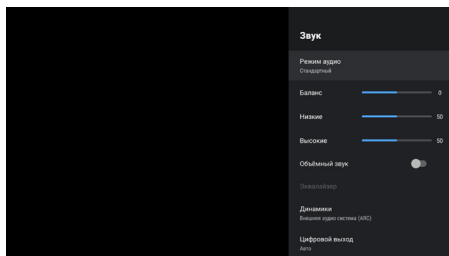 Звук
Режим аудио
Стандартный
Баланс 0
Низкие 50
Высокие 50
Объёмный звук
Эквалайзер
Динамики
Внешняя аудио система (ARC)
Цифровой выход
Авто